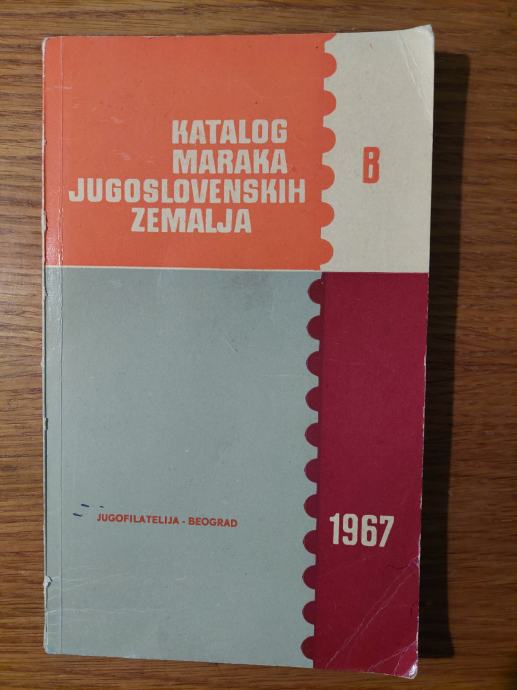 KATALOG
MARAKA
JUGOSLOVENSKIH
ZEMALJA
B
JUGOFILATELIJA - BEOGRAD
1967